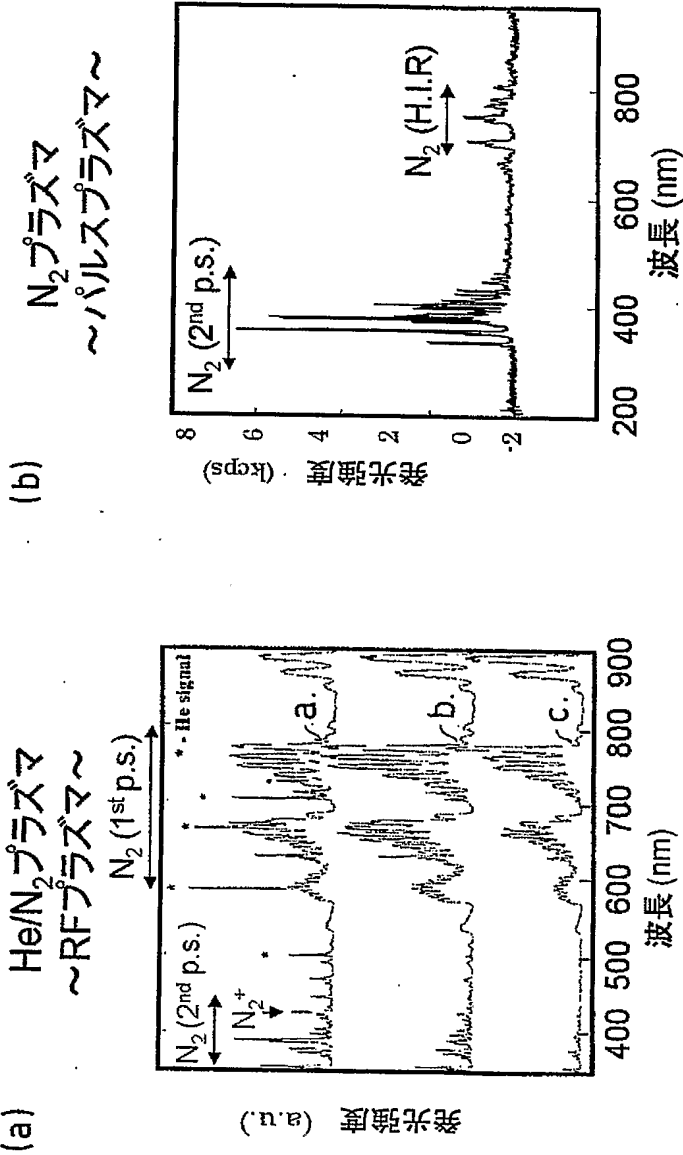 (a)
He/N₂プラズマ
～RFプラズマ～
N₂ (1ˢᵗ p.s.)
N₂ (2ⁿᵈ p.s.)
N₂⁺
* - He signal
*
*
*
*
*
a.
b.
c.
発光強度 (a.u.)
400 500 600 700 800 900
波長 (nm)
(b)
N₂プラズマ
～パルスプラズマ～
N₂ (2ⁿᵈ p.s.)
N₂ (H.I.R)
8
6
4
2
0
-2
発光強度 (kcps)
200 400 600 800
波長 (nm)